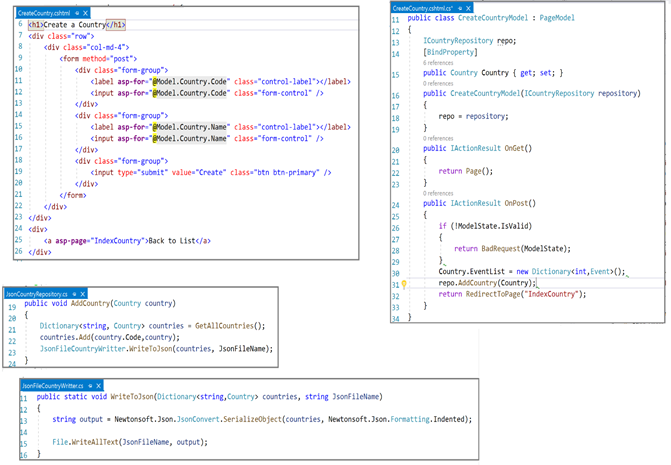 CreateCountry.cshtml
6 <h1>Create a Country</h1>
7 <div class="row">
8 <div class="col-md-4">
9 <form method="post">
10 <div class="form-group">
11 <label asp-for="@Model.Country.Code" class="control-label"></label>
12 <input asp-for="@Model.Country.Code" class="form-control" />
13 </div>
14 <div class="form-group">
15 <label asp-for="@Model.Country.Name" class="control-label"></label>
16 <input asp-for="@Model.Country.Name" class="form-control" />
17 </div>
18 <div class="form-group">
19 <input type="submit" value="Create" class="btn btn-primary" />
20 </div>
21 </form>
22 </div>
23 </div>
24 <div>
25 <a asp-page="IndexCountry">Back to List</a>
26 </div>
CreateCountry.cshtml.cs*
11 public class CreateCountryModel : PageModel
12 {
13 ICountryRepository repo;
14 [BindProperty]
6 references
15 public Country Country { get; set; }
0 references
16 public CreateCountryModel(ICountryRepository repository)
17 {
18 repo = repository;
19 }
0 references
20 public IActionResult OnGet()
21 {
22 return Page();
23 }
0 references
24 public IActionResult OnPost()
25 {
26 if (!ModelState.IsValid)
27 {
28 return BadRequest(ModelState);
29 }
30 Country.EventList = new Dictionary<int,Event>();
31 repo.AddCountry(Country);
32 return RedirectToPage("IndexCountry");
33 }
34 }
JsonCountryRepository.cs
19 public void AddCountry(Country country)
20 {
21 Dictionary<string, Country> countries = GetAllCountries();
22 countries.Add(country.Code,country);
23 JsonFileCountryWritter.WriteToJson(countries, JsonFileName);
24 }
JsonFileCountryWritter.cs
11 public static void WriteToJson(Dictionary<string,Country> countries, string JsonFileName)
12 {
13 string output = Newtonsoft.Json.JsonConvert.SerializeObject(countries, Newtonsoft.Json.Formatting.Indented);
14
15 File.WriteAllText(JsonFileName, output);
16 }